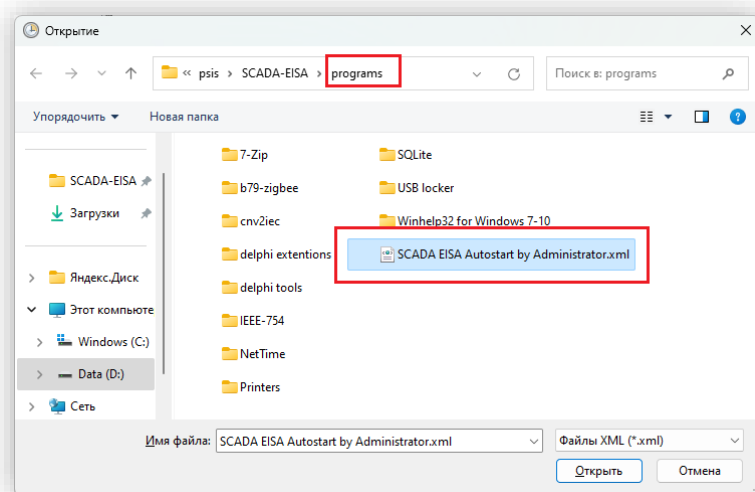 Открытие
« psis › SCADA-EISA › programs
Поиск в: programs
Упорядочить
Новая папка
SCADA-EISA
Загрузки
Яндекс.Диск
Этот компьюте
Windows (C:)
Data (D:)
Сеть
7-Zip
b79-zigbee
cnv2iec
delphi extentions
delphi tools
IEEE-754
NetTime
Printers
SQLite
USB locker
Winhelp32 for Windows 7-10
SCADA EISA Autostart by Administrator.xml
Имя файла: SCADA EISA Autostart by Administrator.xml
Файлы XML (*.xml)
Открыть
Отмена